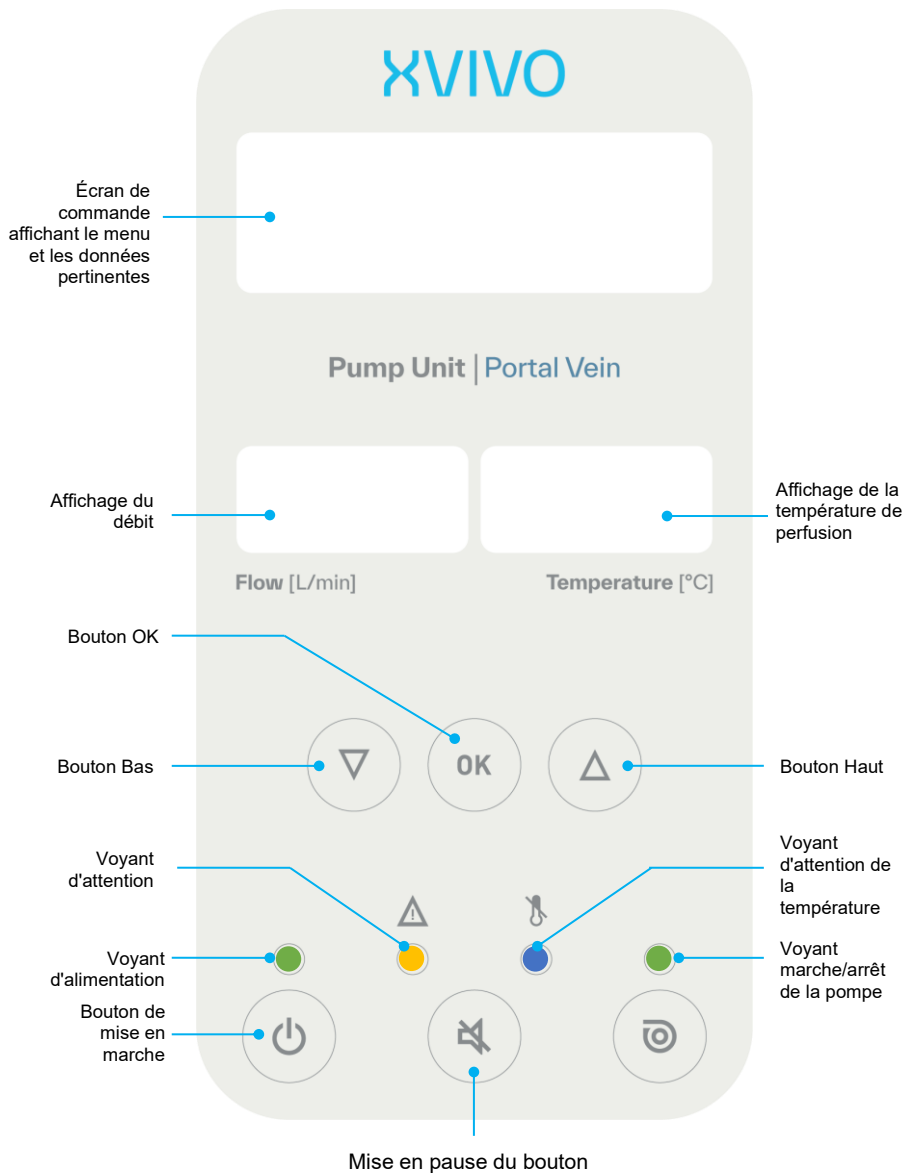 XVIVO
Écran de
commande
affichant le menu
et les données
pertinentes
Pump Unit | Portal Vein
Affichage du
débit
Affichage de la
température de
perfusion
Flow [L/min]
Temperature [°C]
Bouton OK
Bouton Bas
OK
Bouton Haut
Voyant
d'attention
Voyant
d'attention de
la
température
Voyant
d'alimentation
Voyant
marche/arrêt
de la pompe
Bouton de
mise en
marche
Mise en pause du bouton